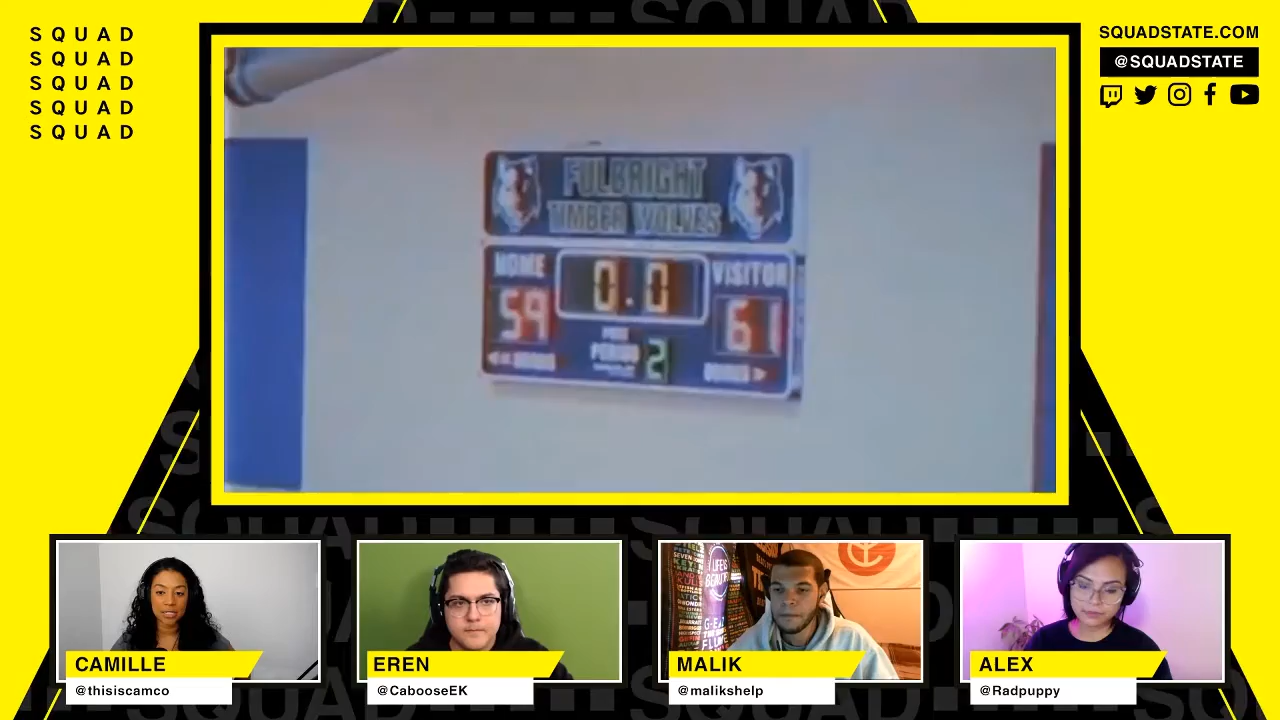 SQUAD
SQUAD
SQUAD
SQUAD
SQUAD
SQUADSTATE.COM
@SQUADSTATE
FULBRIGHT
TIMBER WOLVES
HOME
0.0
VISITOR
59
61
PERIOD
2
CAMILLE
@thisiscamco
EREN
@CabooseEK
MALIK
@malikshelp
ALEX
@Radpuppy